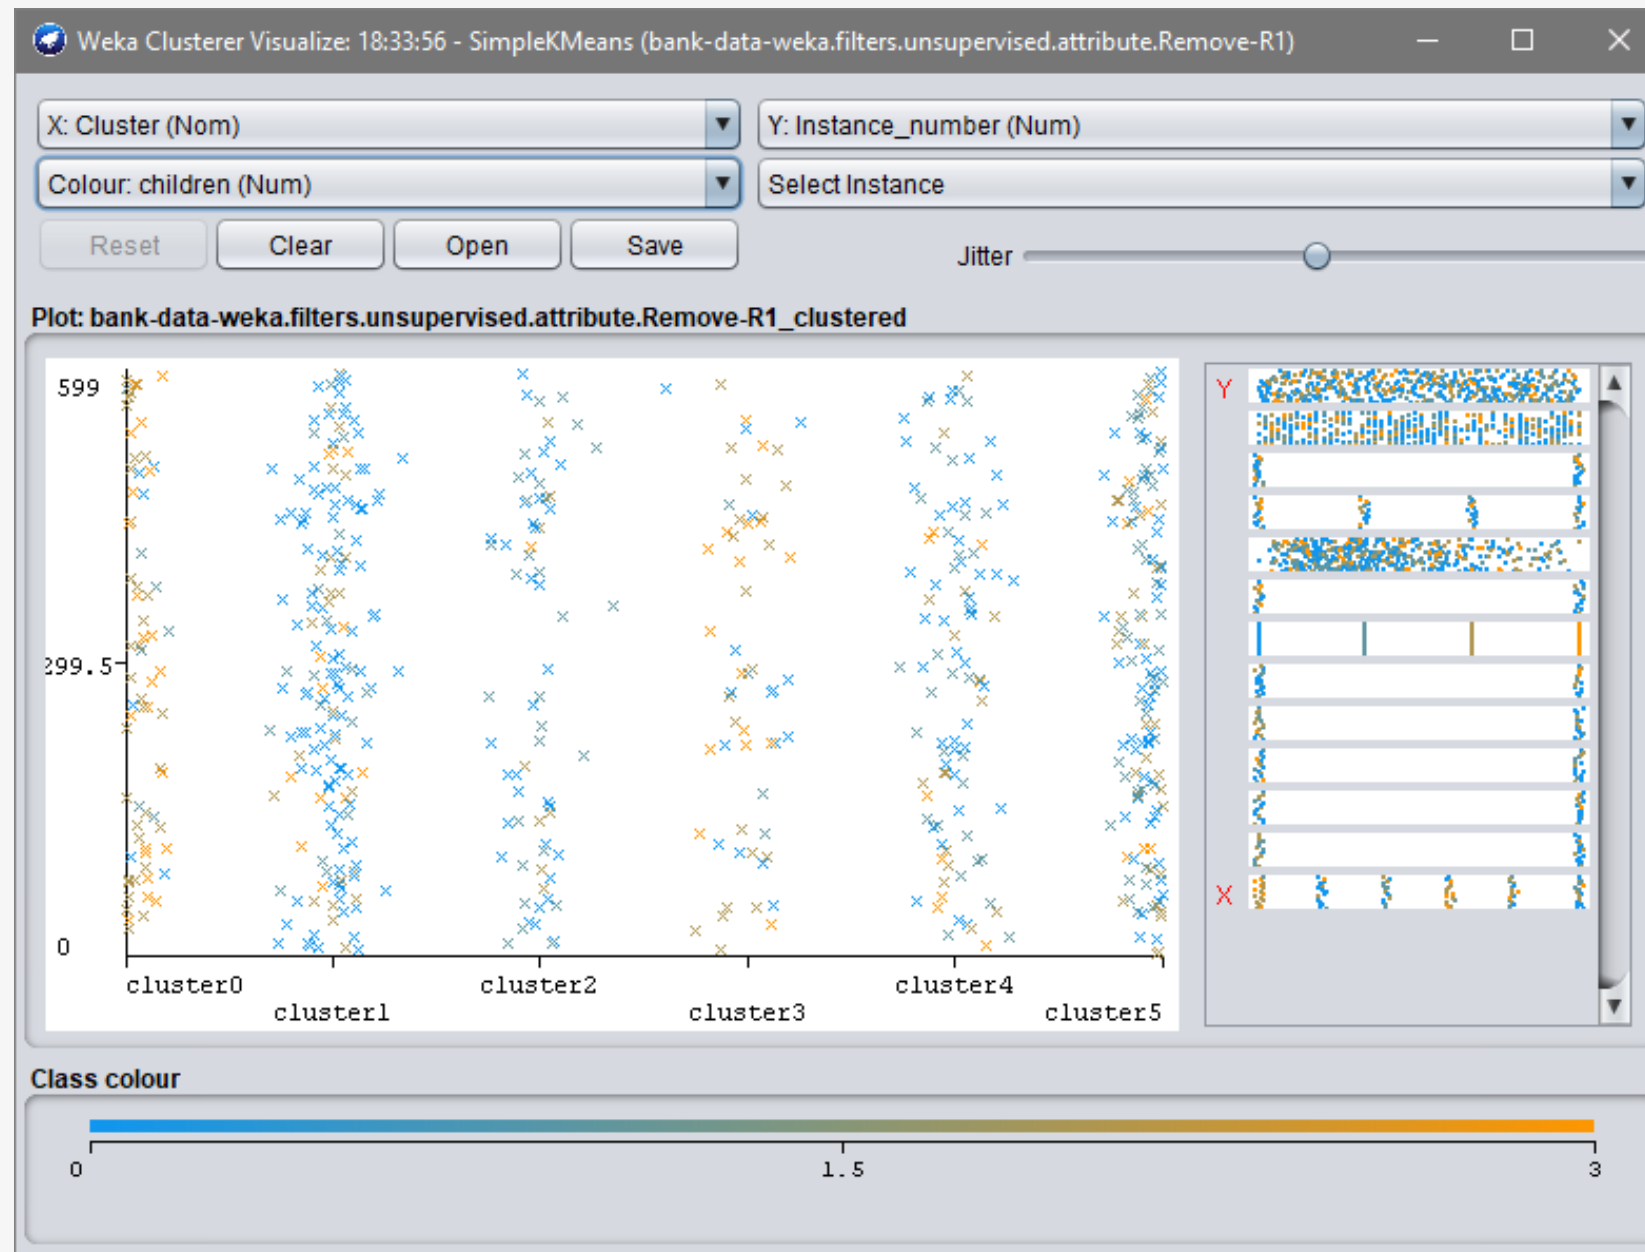 Weka Clusterer Visualize: 18:33:56 - SimpleKMeans (bank-data-weka.filters.unsupervised.attribute.Remove-R1)
X: Cluster (Nom)
Y: Instance_number (Num)
Colour: children (Num)
Select Instance
Reset
Clear
Open
Save
Jitter
Plot: bank-data-weka.filters.unsupervised.attribute.Remove-R1_clustered
599
299.5
0
cluster0
cluster1
cluster2
cluster3
cluster4
cluster5
Y
X
Class colour
0
1.5
3